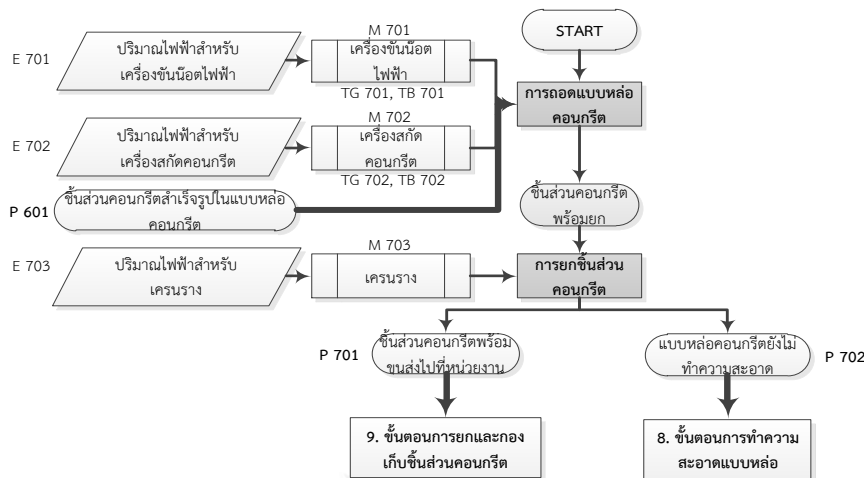 M 701
START
E 701
ปริมาณไฟฟ้าสำหรับ
เครื่องขันน๊อตไฟฟ้า
เครื่องขันน๊อต
ไฟฟ้า
TG 701, TB 701
การถอดแบบหล่อ
คอนกรีต
M 702
E 702
ปริมาณไฟฟ้าสำหรับ
เครื่องสกัดคอนกรีต
เครื่องสกัด
คอนกรีต
TG 702, TB 702
P 601
ชิ้นส่วนคอนกรีตสำเร็จรูปในแบบหล่อ
คอนกรีต
ชิ้นส่วนคอนกรีต
พร้อมยก
M 703
E 703
ปริมาณไฟฟ้าสำหรับ
เครนราง
เครนราง
การยกชิ้นส่วน
คอนกรีต
P 701
ชิ้นส่วนคอนกรีตพร้อม
ขนส่งไปที่หน่วยงาน
แบบหล่อคอนกรีตยังไม่
ทำความสะอาด
P 702
9. ขั้นตอนการยกและกอง
เก็บชิ้นส่วนคอนกรีต
8. ขั้นตอนการทำความ
สะอาดแบบหล่อ